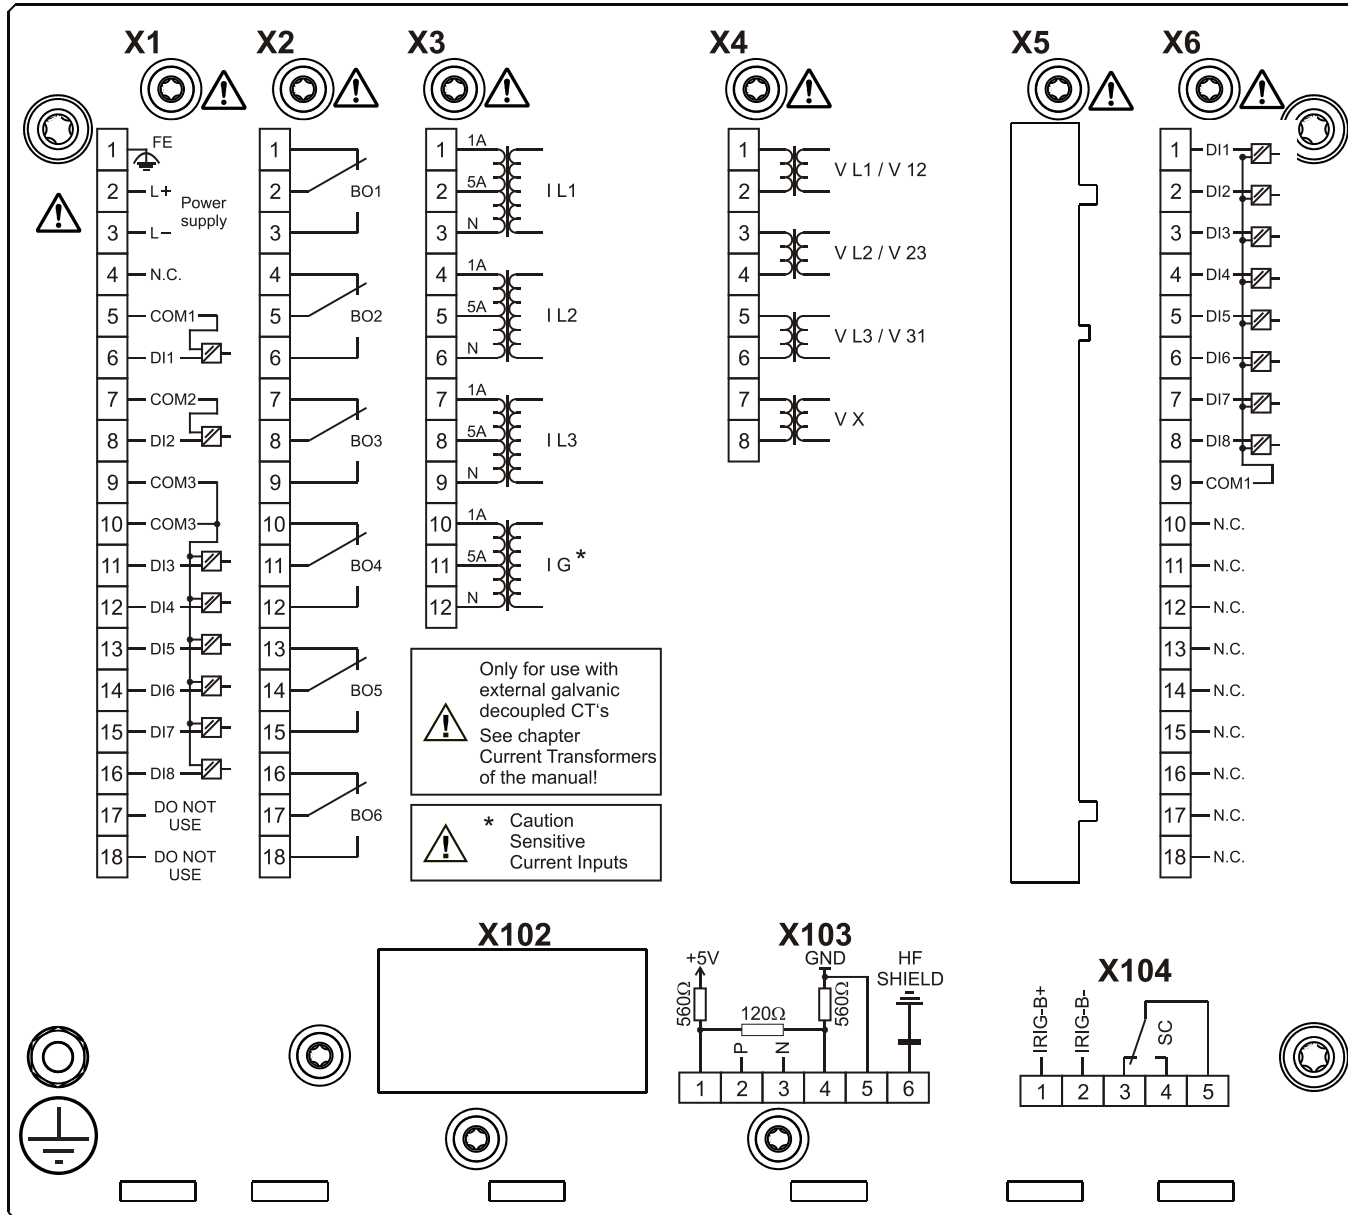 X1
X2
X3
X4
X5
X6
1 FE
2 L+
Power
supply
3 L–
4 N.C.
5 COM1
6 DI1
7 COM2
8 DI2
9 COM3
10 COM3
11 DI3
12 DI4
13 DI5
14 DI6
15 DI7
16 DI8
17 DO NOT
USE
18 DO NOT
USE
1
2 BO1
3
4
5 BO2
6
7
8 BO3
9
10
11 BO4
12
13
14 BO5
15
16
17 BO6
18
1 1A
2 5A I L1
3 N
4 1A
5 5A I L2
6 N
7 1A
8 5A I L3
9 N
10 1A
11 5A I G *
12 N
Only for use with
external galvanic
decoupled CT‘s
See chapter
Current Transformers
of the manual!
* Caution
Sensitive
Current Inputs
1
V L1 / V 12
2
3
V L2 / V 23
4
5
V L3 / V 31
6
7
V X
8
1 DI1
2 DI2
3 DI3
4 DI4
5 DI5
6 DI6
7 DI7
8 DI8
9 COM1
10 N.C.
11 N.C.
12 N.C.
13 N.C.
14 N.C.
15 N.C.
16 N.C.
17 N.C.
18 N.C.
X102
X103
+5V
GND
HF
SHIELD
560Ω
120Ω
560Ω
P
N
1 2 3 4 5 6
X104
IRIG-B+
IRIG-B-
SC
1 2 3 4 5